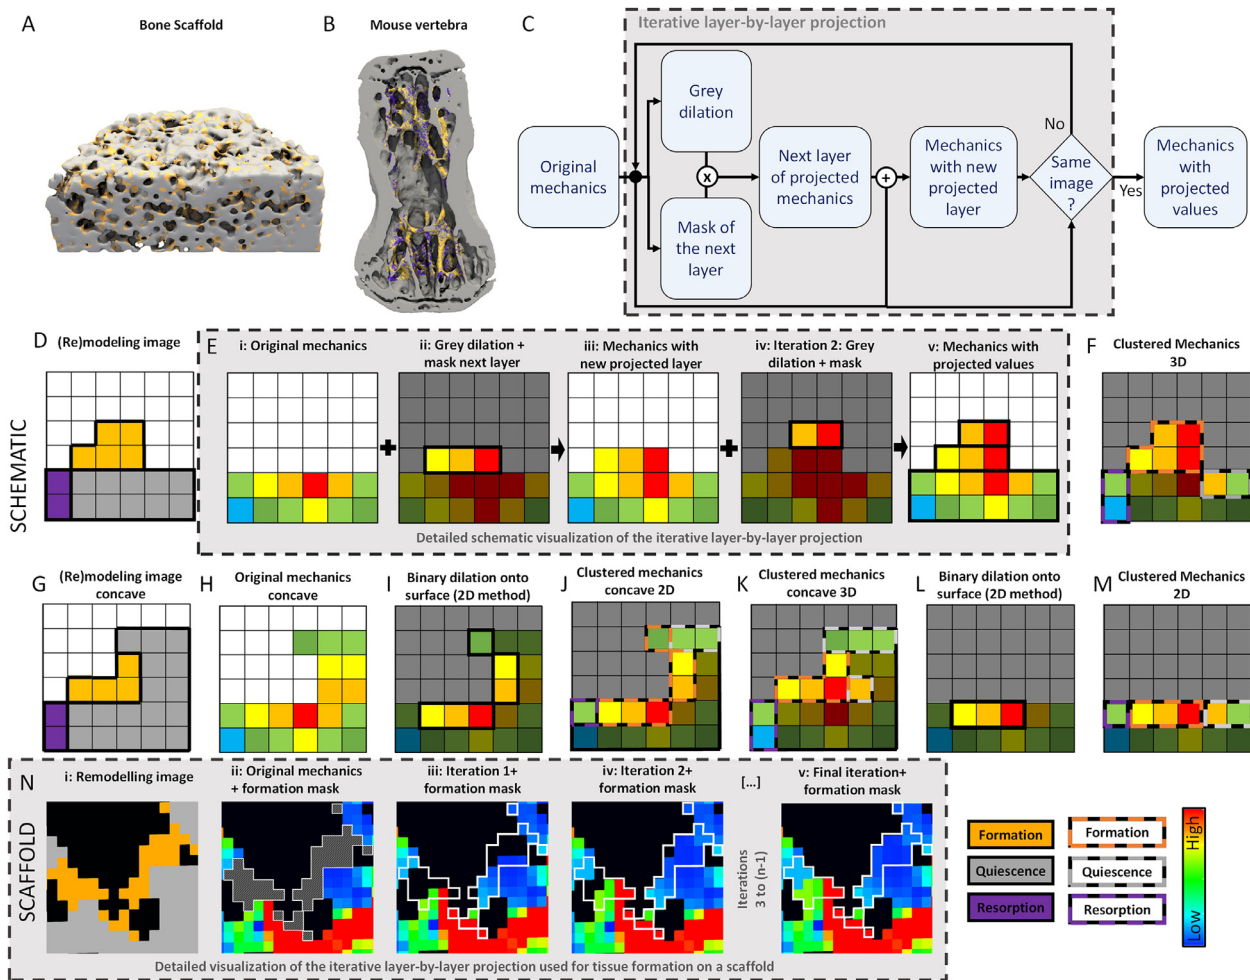 A
Bone Scaffold
B
Mouse vertebra
C
Iterative layer-by-layer projection
Original
mechanics
Grey
dilation
x
Mask of
the next
layer
Next layer
of projected
mechanics
+
Mechanics
with new
projected
layer
No
Same
image
?
Yes
Mechanics
with
projected
values
SCHEMATIC
D
(Re)modeling image
E
i: Original mechanics
ii: Grey dilation +
mask next layer
iii: Mechanics with
new projected layer
iv: Iteration 2: Grey
dilation + mask
v: Mechanics with
projected values
Detailed schematic visualization of the iterative layer-by-layer projection
F
Clustered Mechanics
3D
G
(Re)modeling image
concave
H
Original mechanics
concave
I
Binary dilation onto
surface (2D method)
J
Clustered mechanics
concave 2D
K
Clustered mechanics
concave 3D
L
Binary dilation onto
surface (2D method)
M
Clustered Mechanics
2D
N
SCAFFOLD
i: Remodelling image
ii: Original mechanics
+ formation mask
iii: Iteration 1+
formation mask
iv: Iteration 2+
formation mask
[...]
Iterations
3 to (n-1)
v: Final iteration+
formation mask
Detailed visualization of the iterative layer-by-layer projection used for tissue formation on a scaffold
Formation
Quiescence
Resorption
Formation
Quiescence
Resorption
High
Low